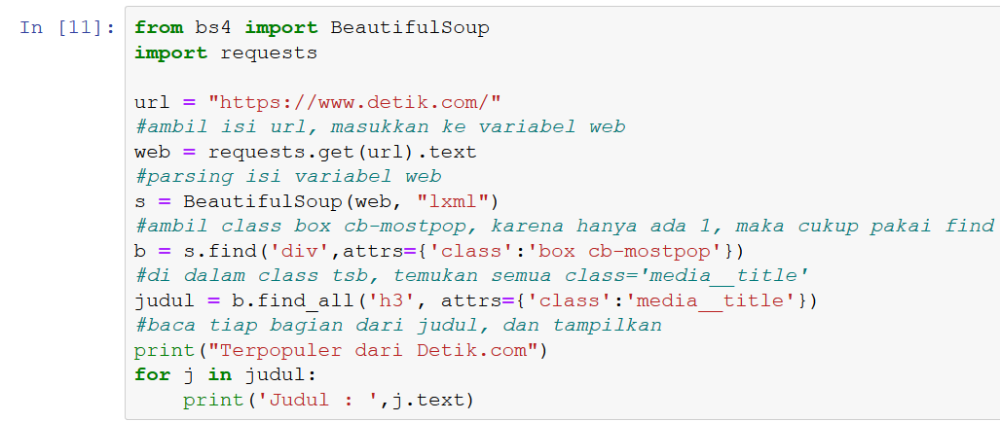 In [11]: from bs4 import BeautifulSoup
import requests

url = "https://www.detik.com/"
#ambil isi url, masukkan ke variabel web
web = requests.get(url).text
#parsing isi variabel web
s = BeautifulSoup(web, "lxml")
#ambil class box cb-mostpop, karena hanya ada 1, maka cukup pakai find
b = s.find('div',attrs={'class':'box cb-mostpop'})
#di dalam class tsb, temukan semua class='media__title'
judul = b.find_all('h3', attrs={'class':'media__title'})
#baca tiap bagian dari judul, dan tampilkan
print("Terpopuler dari Detik.com")
for j in judul:
    print('Judul : ',j.text)